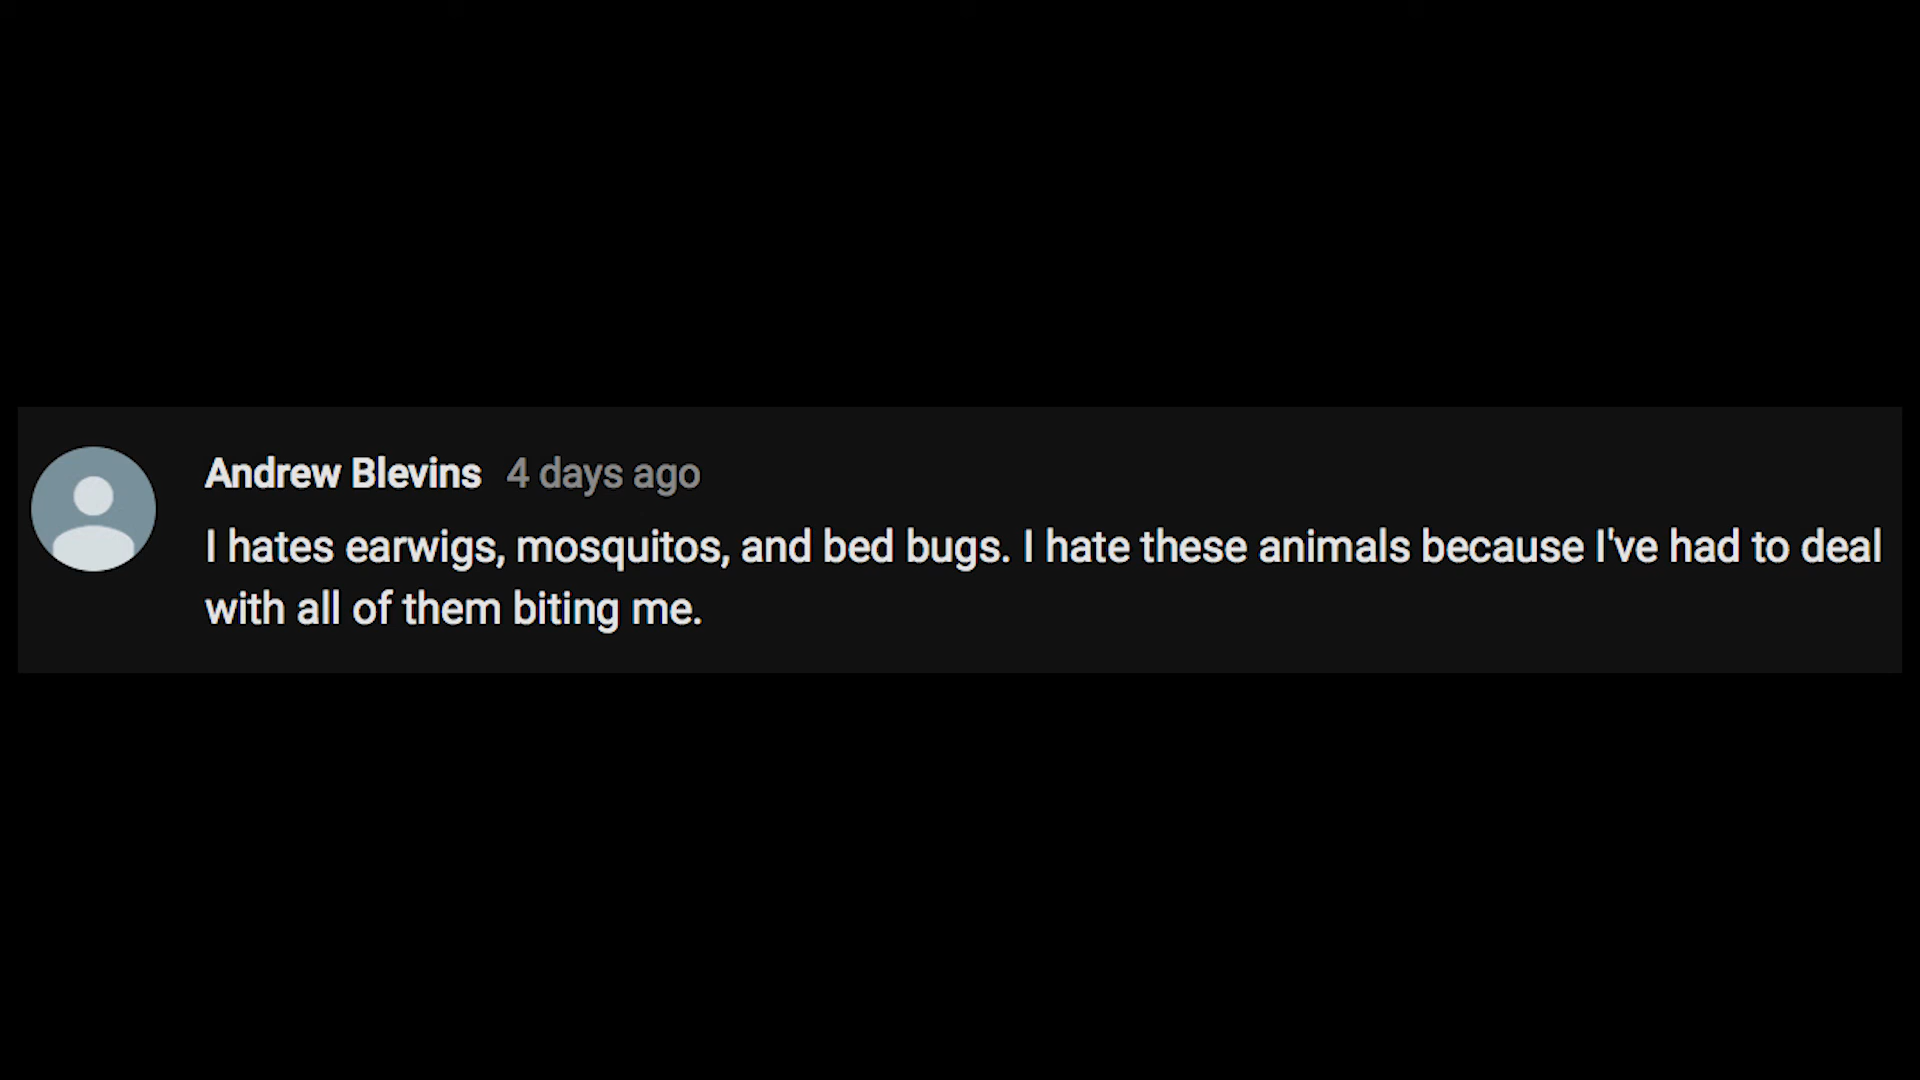 Andrew Blevins 4 days ago
I hates earwigs, mosquitos, and bed bugs. I hate these animals because I've had to deal
with all of them biting me.